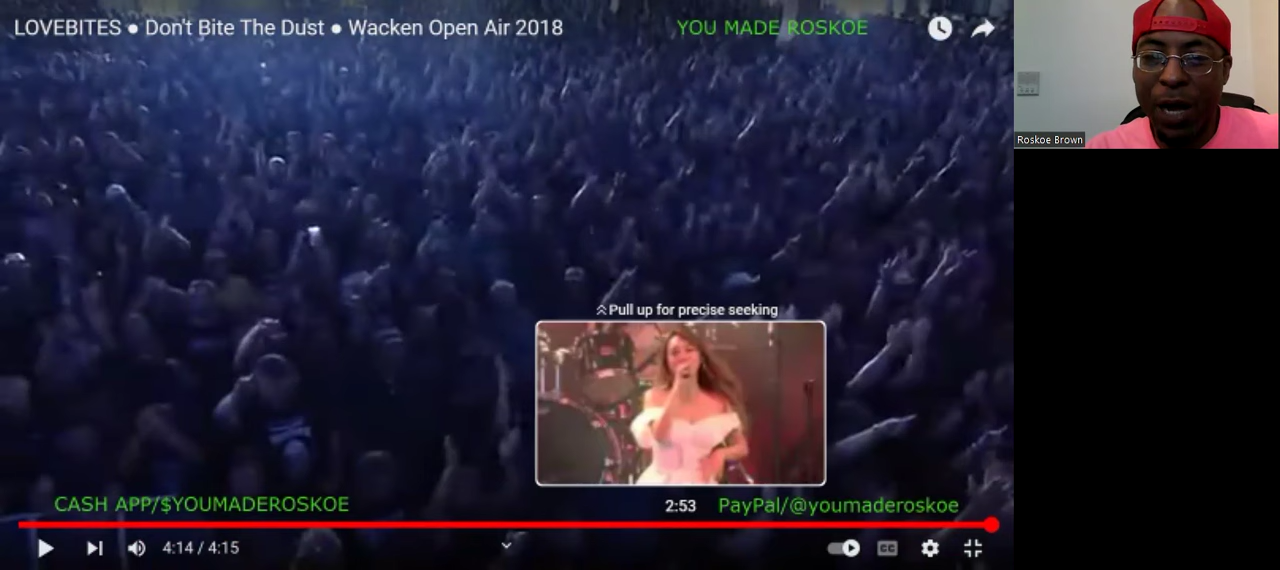 LOVEBITES ● Don't Bite The Dust ● Wacken Open Air 2018
YOU MADE ROSKOE
Roskoe Brown
Pull up for precise seeking
CASH APP/$YOUMADEROSKOE
2:53
PayPal/@youmaderoskoe
4:14 / 4:15
CC